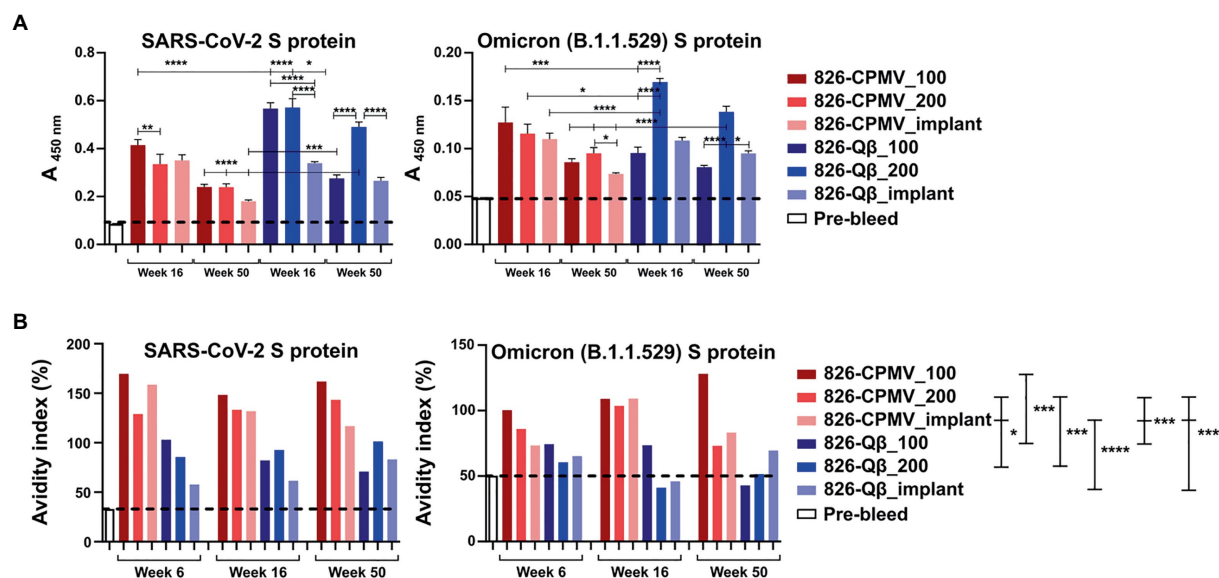 A
SARS-CoV-2 S protein
Omicron (B.1.1.529) S protein
A 450 nm
0.8
0.6
0.4
0.2
0.0
**** **** *
****
****
**** ****
**
***
****
Week 16 Week 50 Week 16 Week 50
A 450 nm
0.20
0.15
0.10
0.05
0.00
*** ****
* ****
****
****
*
**** *
Week 16 Week 50 Week 16 Week 50
826-CPMV_100
826-CPMV_200
826-CPMV_implant
826-Qβ_100
826-Qβ_200
826-Qβ_implant
Pre-bleed
B
SARS-CoV-2 S protein
Omicron (B.1.1.529) S protein
Avidity index (%)
200
150
100
50
0
Week 6 Week 16 Week 50
Avidity index (%)
150
100
50
0
Week 6 Week 16 Week 50
826-CPMV_100
826-CPMV_200
826-CPMV_implant
826-Qβ_100
826-Qβ_200
826-Qβ_implant
Pre-bleed
* *** *** **** *** ***